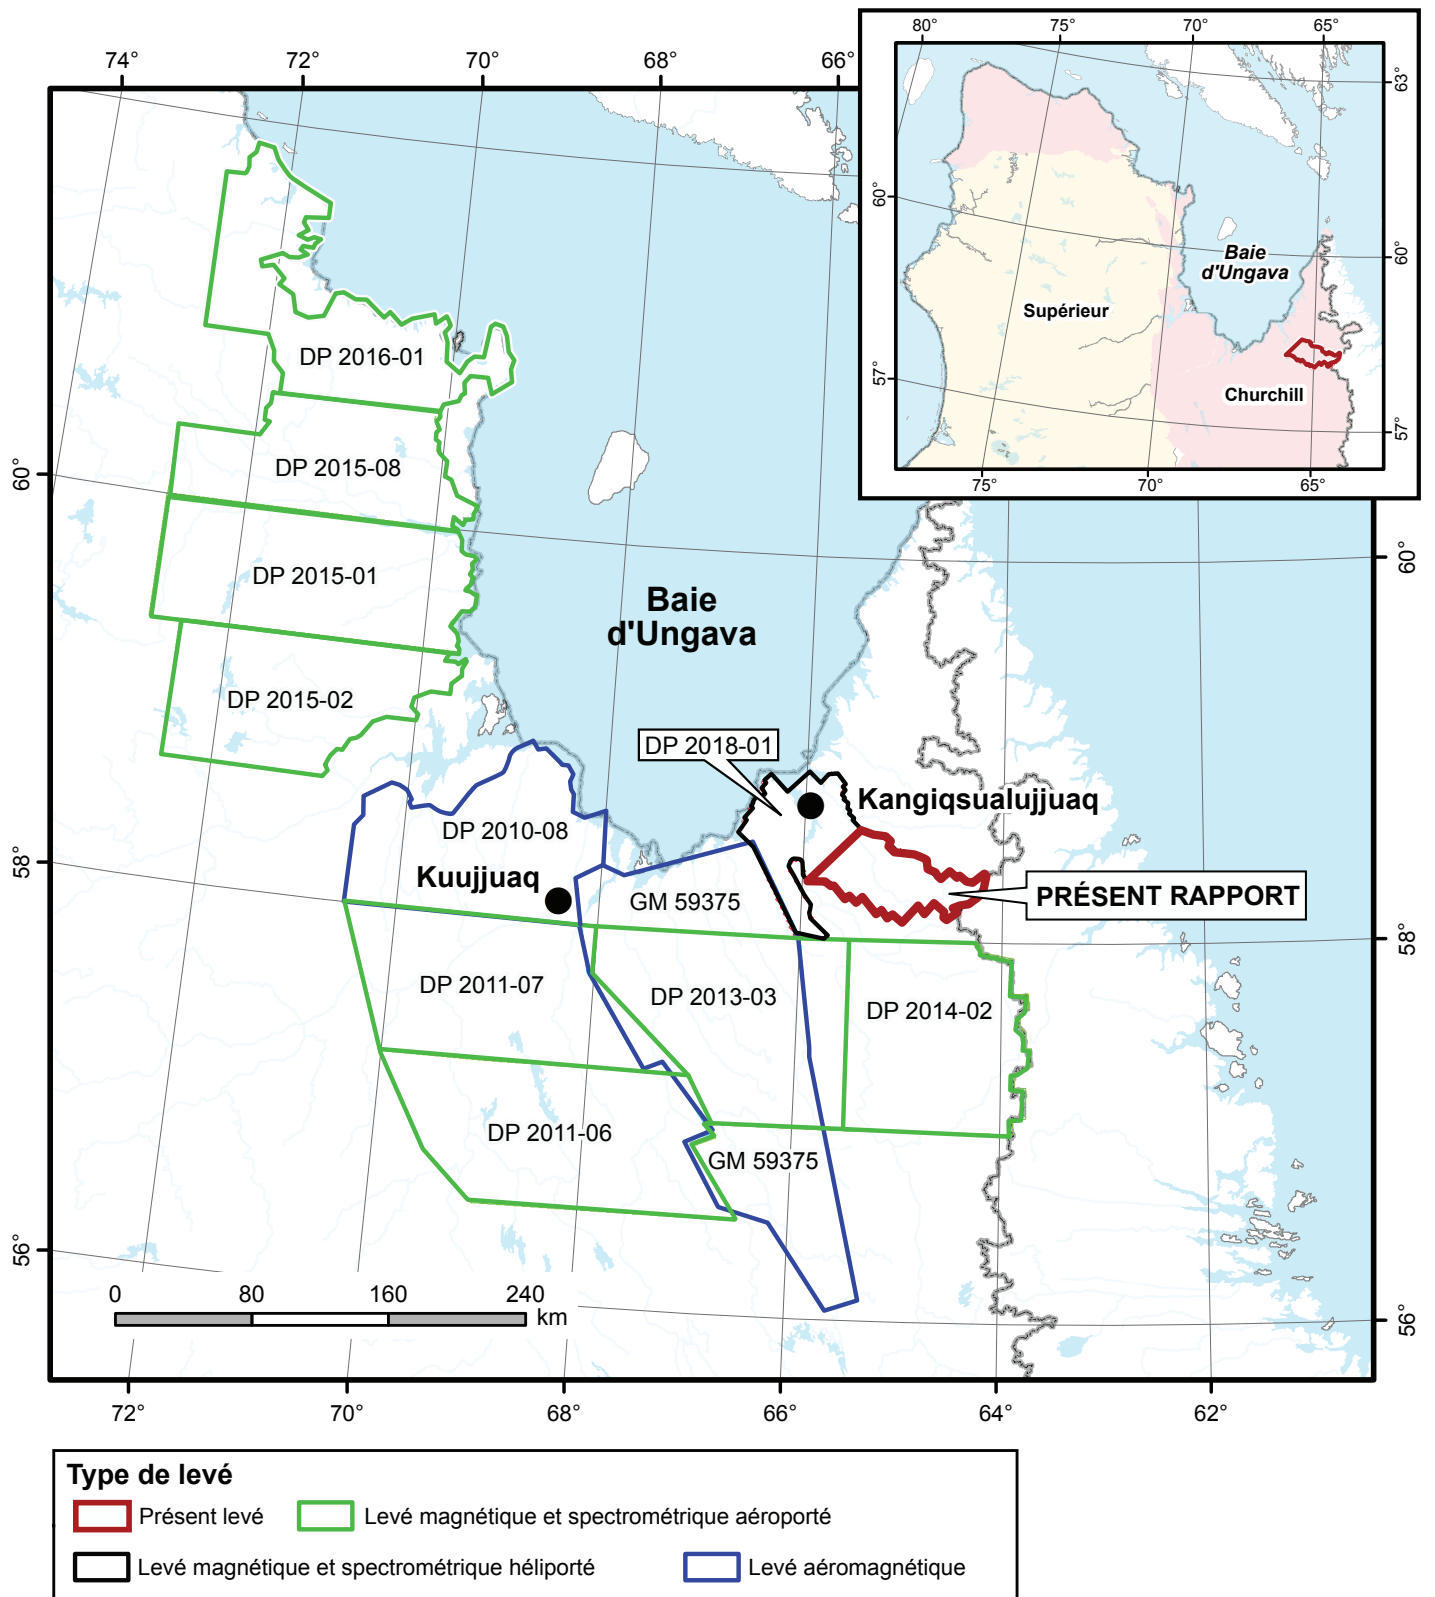 80°
75°
70°
65°
74°
72°
70°
68°
66°
63°
60°
60°
57°
57°
Baie
d'Ungava
Supérieur
Churchill
75°
70°
65°
DP 2016-01
DP 2015-08
60°
60°
DP 2015-01
Baie
d'Ungava
DP 2015-02
DP 2018-01
Kangiqsualujjuaq
DP 2010-08
58°
Kuujjuaq
PRÉSENT RAPPORT
GM 59375
58°
DP 2011-07
DP 2013-03
DP 2014-02
DP 2011-06
GM 59375
56°
56°
0 80 160 240
km
72°
70°
68°
66°
64°
62°
Type de levé
Présent levé
Levé magnétique et spectrométrique aéroporté
Levé magnétique et spectrométrique héliporté
Levé aéromagnétique